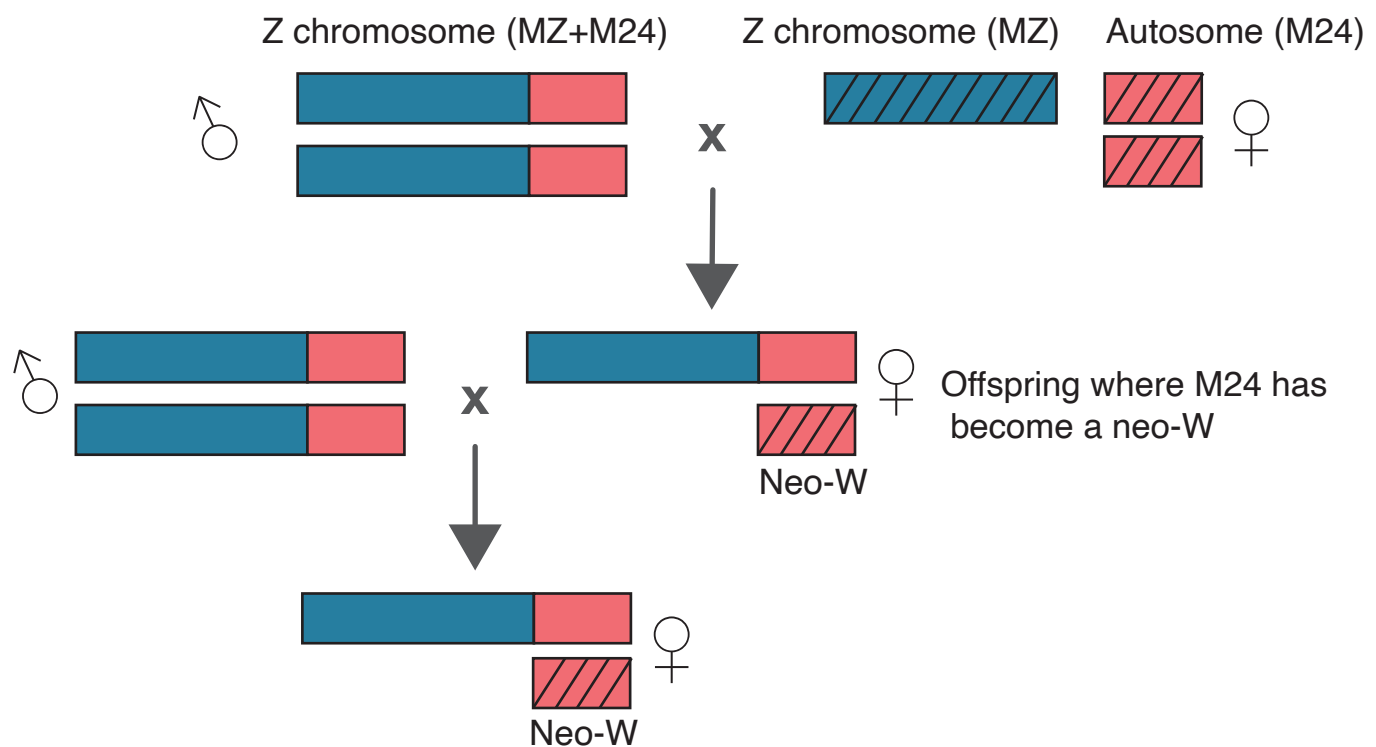 Z chromosome (MZ+M24)
Z chromosome (MZ)
Autosome (M24)
x
x
Offspring where M24 has
become a neo-W
Neo-W
Neo-W